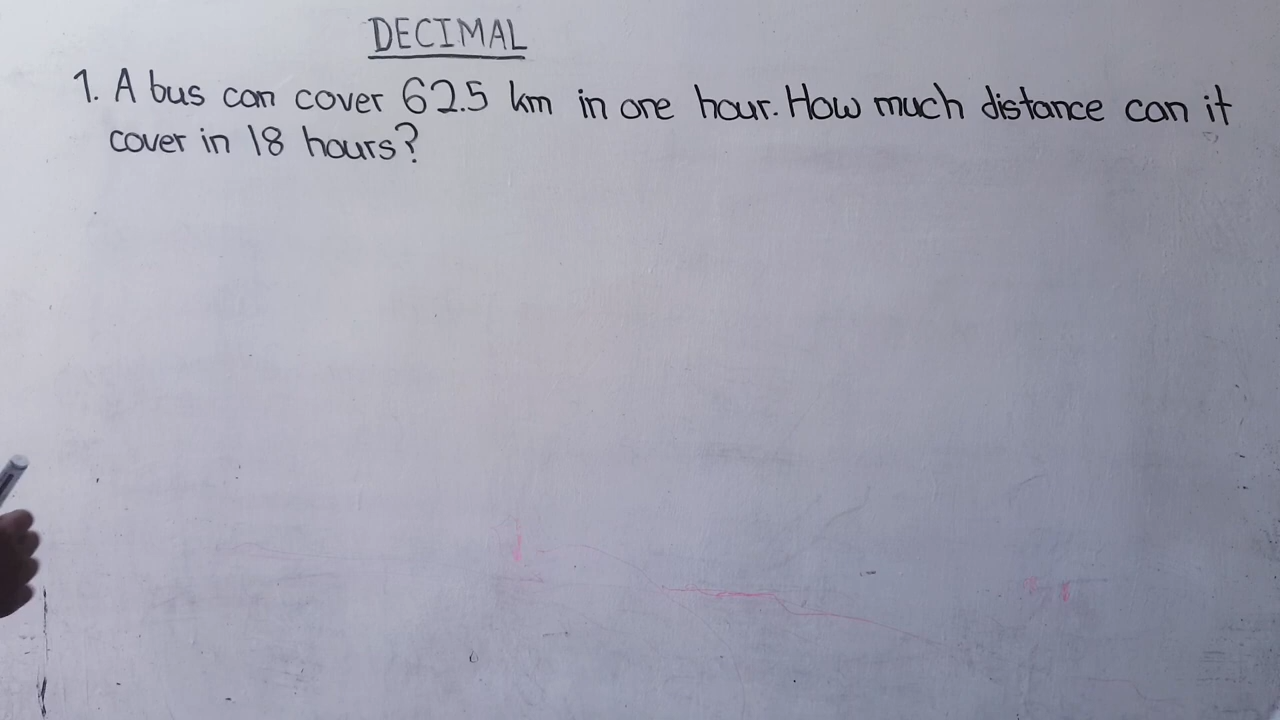 DECIMAL
1. A bus can cover 62.5 km in one hour. How much distance can it
cover in 18 hours?